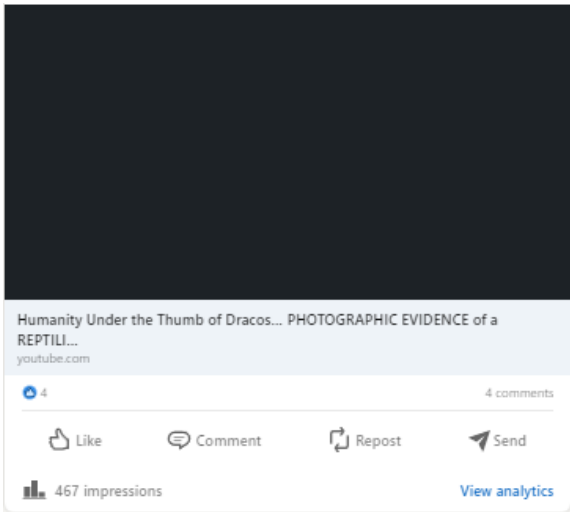 Humanity Under the Thumb of Dracos... PHOTOGRAPHIC EVIDENCE of a
REPTILI...
youtube.com
4
4 comments
Like
Comment
Repost
Send
467 impressions
View analytics